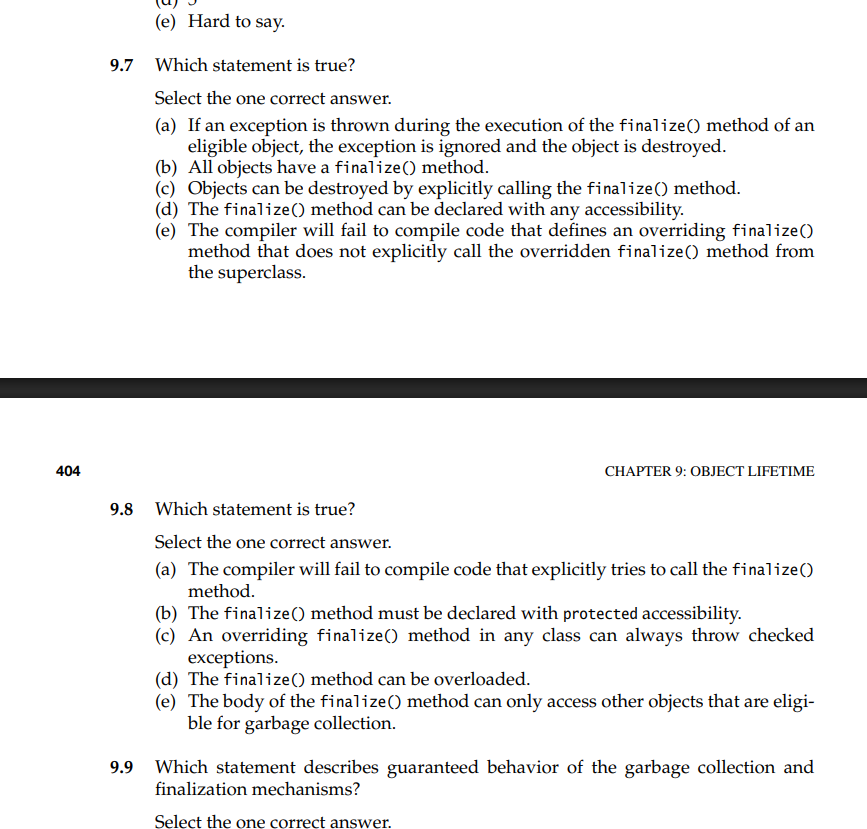 (e) Hard to say.
9.7 Which statement is true?
Select the one correct answer.
(a) If an exception is thrown during the execution of the finalize() method of an
eligible object, the exception is ignored and the object is destroyed.
(b) All objects have a finalize() method.
(c) Objects can be destroyed by explicitly calling the finalize() method.
(d) The finalize() method can be declared with any accessibility.
(e) The compiler will fail to compile code that defines an overriding finalize()
method that does not explicitly call the overridden finalize() method from
the superclass.
404 CHAPTER 9: OBJECT LIFETIME
9.8 Which statement is true?
Select the one correct answer.
(a) The compiler will fail to compile code that explicitly tries to call the finalize()
method.
(b) The finalize() method must be declared with protected accessibility.
(c) An overriding finalize() method in any class can always throw checked
exceptions.
(d) The finalize() method can be overloaded.
(e) The body of the finalize() method can only access other objects that are eligi-
ble for garbage collection.
9.9 Which statement describes guaranteed behavior of the garbage collection and
finalization mechanisms?
Select the one correct answer.